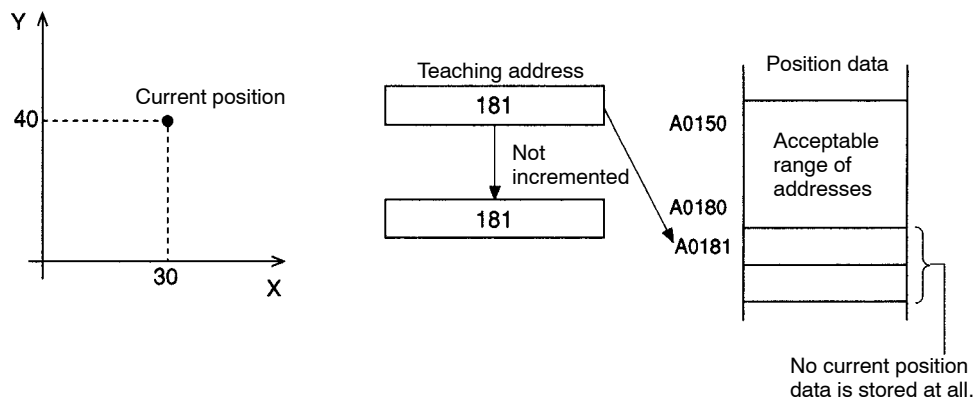 Y
40
Current position
30
X
Teaching address
181
Not
incremented
181
Position data
A0150
Acceptable
range of
addresses
A0180
A0181
No current position
data is stored at all.